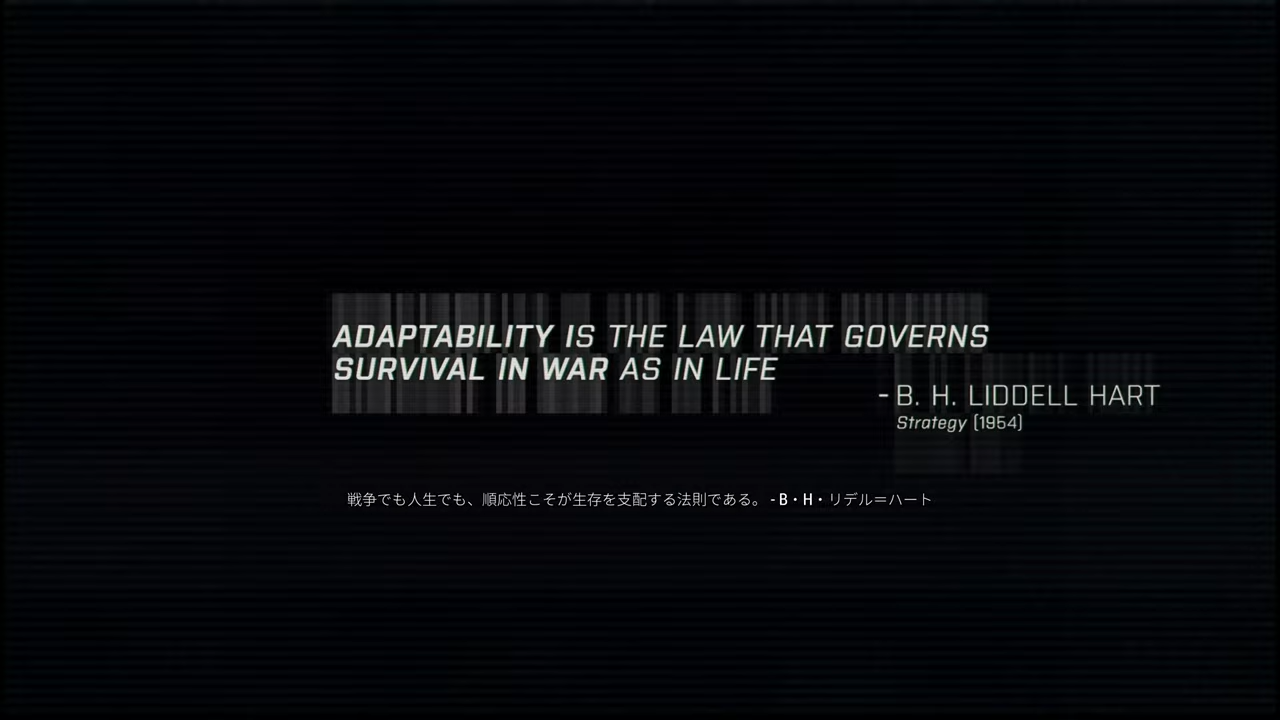 ADAPTABILITY IS THE LAW THAT GOVERNS
SURVIVAL IN WAR AS IN LIFE
- B. H. LIDDELL HART
Strategy (1954)
戦争でも人生でも、順応性こそが生存を支配する法則である。 - B・H・リデル＝ハート